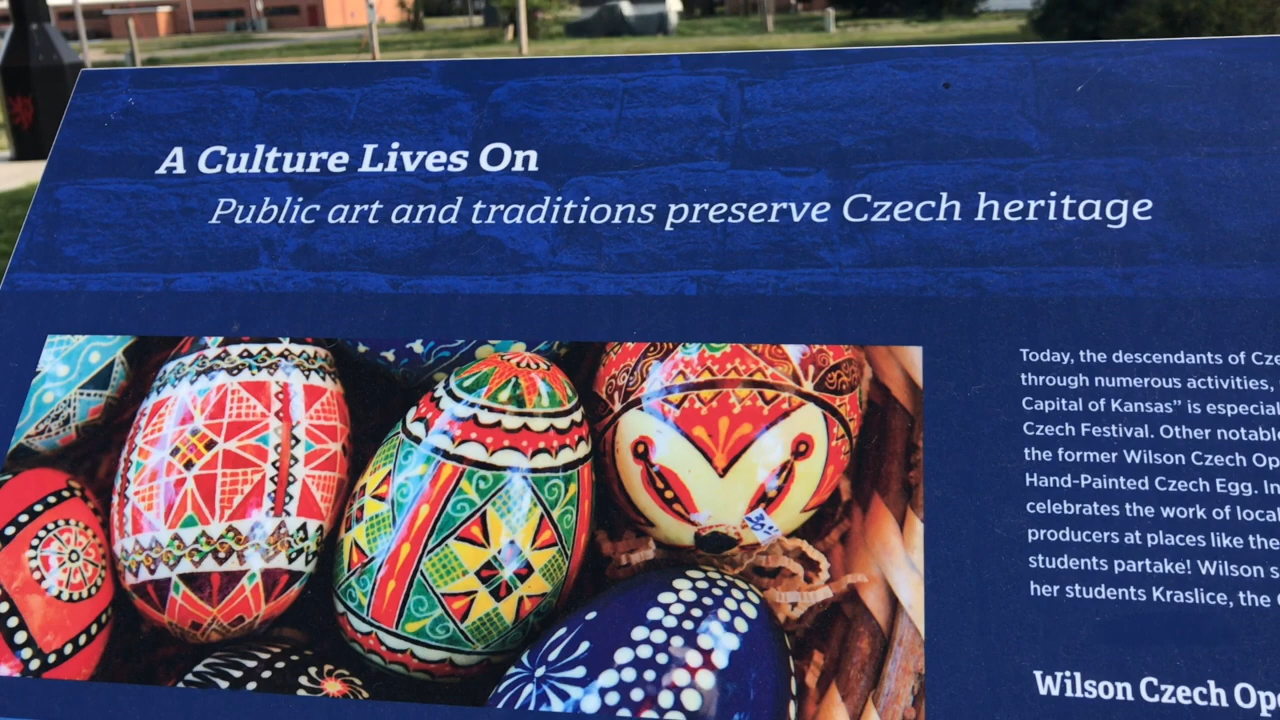 A Culture Lives On
Public art and traditions preserve Czech heritage
Today, the descendants of Cze
through numerous activities,
Capital of Kansas" is especial
Czech Festival. Other notabl
the former Wilson Czech Op
Hand-Painted Czech Egg. In
celebrates the work of local
producers at places like the
students partake! Wilson s
her students Kraslice, the
Wilson Czech Op